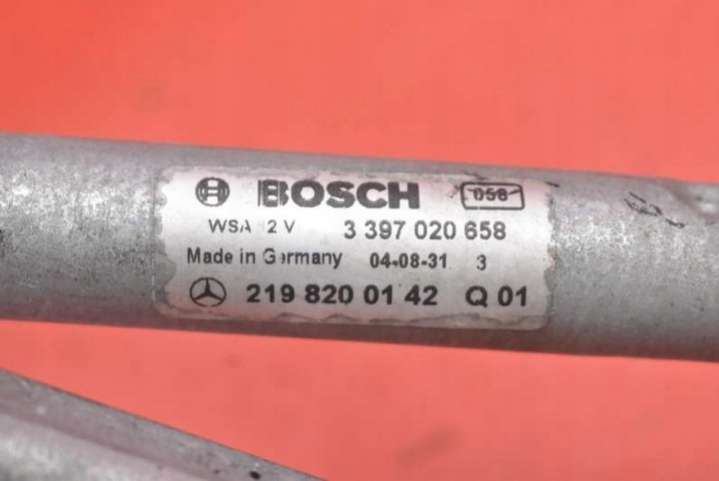 BOSCH 058
WSA 12 V 3 397 020 658
Made in Germany 04-08-31 3
219 820 01 42 Q 01